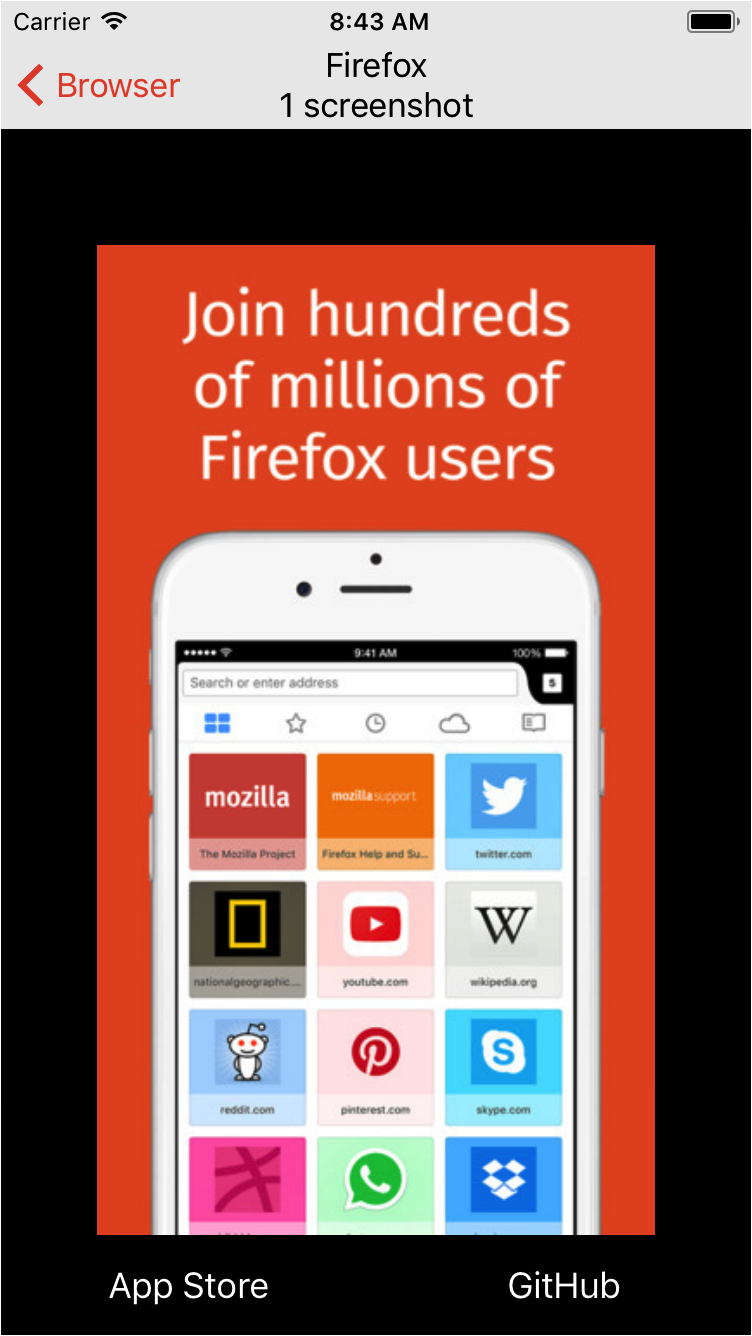 Carrier 8:43 AM
Browser
Firefox
1 screenshot
Join hundreds
of millions of
Firefox users
9:41 AM 100%
Search or enter address 5
mozilla mozilla support
The Mozilla Project Firefox Help and Su... twitter.com
W
nationalgeographic.... youtube.com wikipedia.org
S
reddit.com pinterest.com skype.com
App Store GitHub